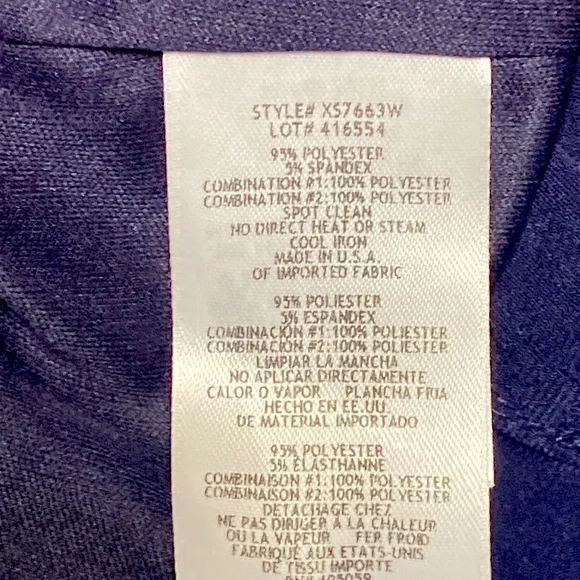 STYLE# XS7663W
LOT# 416554
95% POLYESTER
5% SPANDEX
COMBINATION #1:100% POLYESTER
COMBINATION #2:100% POLYESTER
SPOT CLEAN
NO DIRECT HEAT OR STEAM
COOL IRON
MADE IN U.S.A.
OF IMPORTED FABRIC
95% POLIESTER
5% ESPANDEX
COMBINACION #1:100% POLIESTER
COMBINACION #2:100% POLIESTER
LIMPIAR LA MANCHA
NO APLICAR DIRECTAMENTE
CALOR O VAPOR PLANCHA FRIA
HECHO EN EE.UU.
DE MATERIAL IMPORTADO
95% POLYESTER
5% ELASTHANNE
COMBINAISON #1:100% POLYESTER
COMBINAISON #2:100% POLYESTER
DETACHAGE CHEZ
NE PAS DIRIGER A LA CHALEUR
OU LA VAPEUR FER FROID
FABRIQUE AUX ETATS-UNIS
DE TISSU IMPORTE